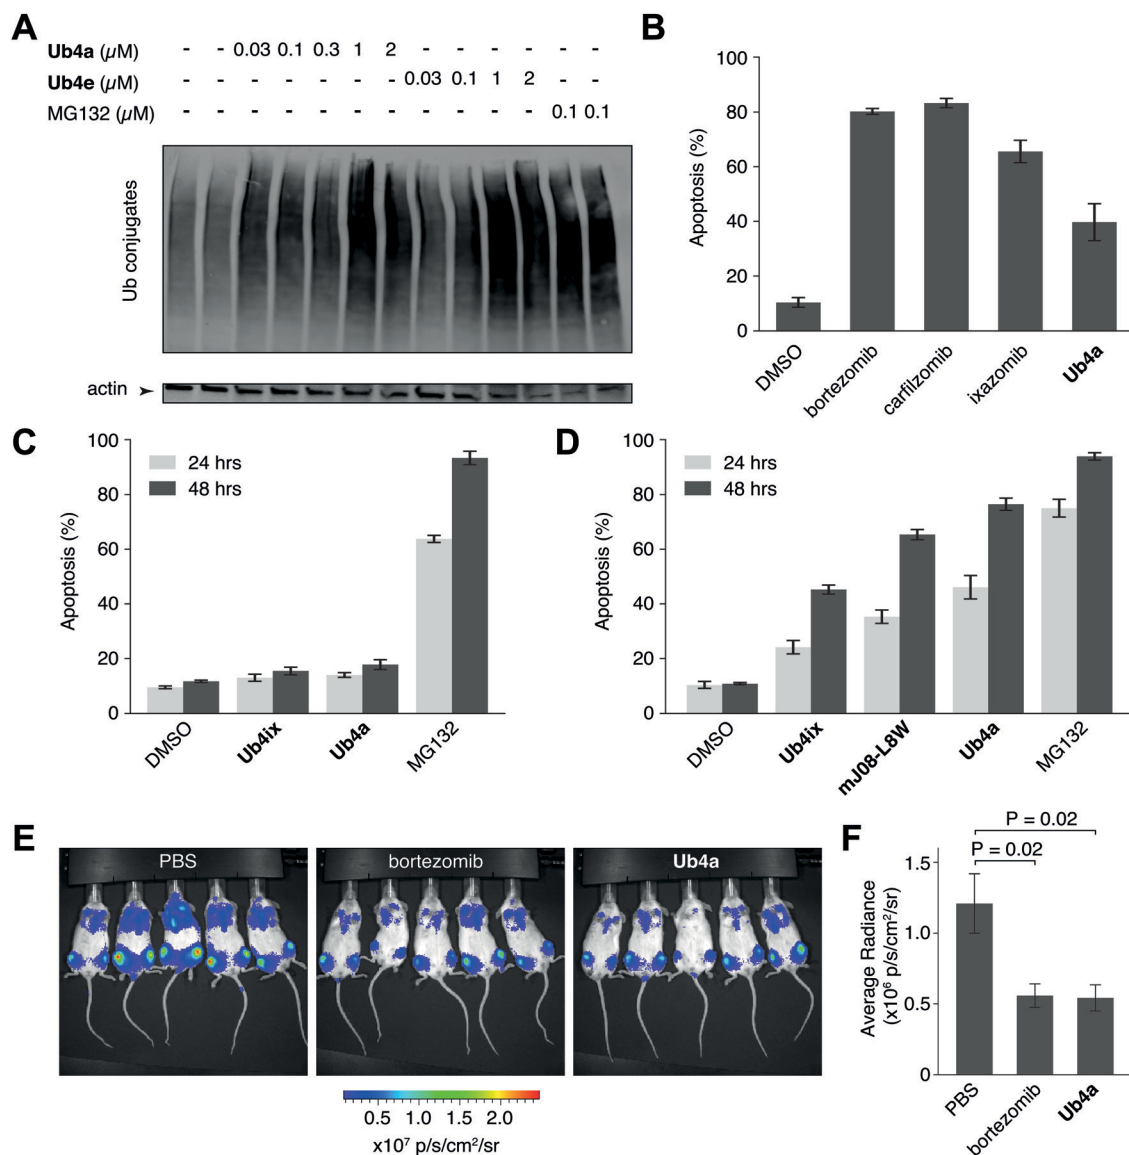 A
Ub4a (μM) - - 0.03 0.1 0.3 1 2 - - - - - -
Ub4e (μM) - - - - - - - 0.03 0.1 1 2 - -
MG132 (μM) - - - - - - - - - - - 0.1 0.1
Ub conjugates
actin
B
Apoptosis (%)
100
80
60
40
20
0
DMSO
bortezomib
carfilzomib
ixazomib
Ub4a
C
Apoptosis (%)
100
80
60
40
20
0
24 hrs
48 hrs
DMSO
Ub4ix
Ub4a
MG132
D
Apoptosis (%)
100
80
60
40
20
0
24 hrs
48 hrs
DMSO
Ub4ix
mJ08-L8W
Ub4a
MG132
E
PBS
bortezomib
Ub4a
0.5 1.0 1.5 2.0
x10⁷ p/s/cm²/sr
F
P = 0.02
P = 0.02
Average Radiance
(x10⁶ p/s/cm²/sr)
1.5
1.0
0.5
0
PBS
bortezomib
Ub4a